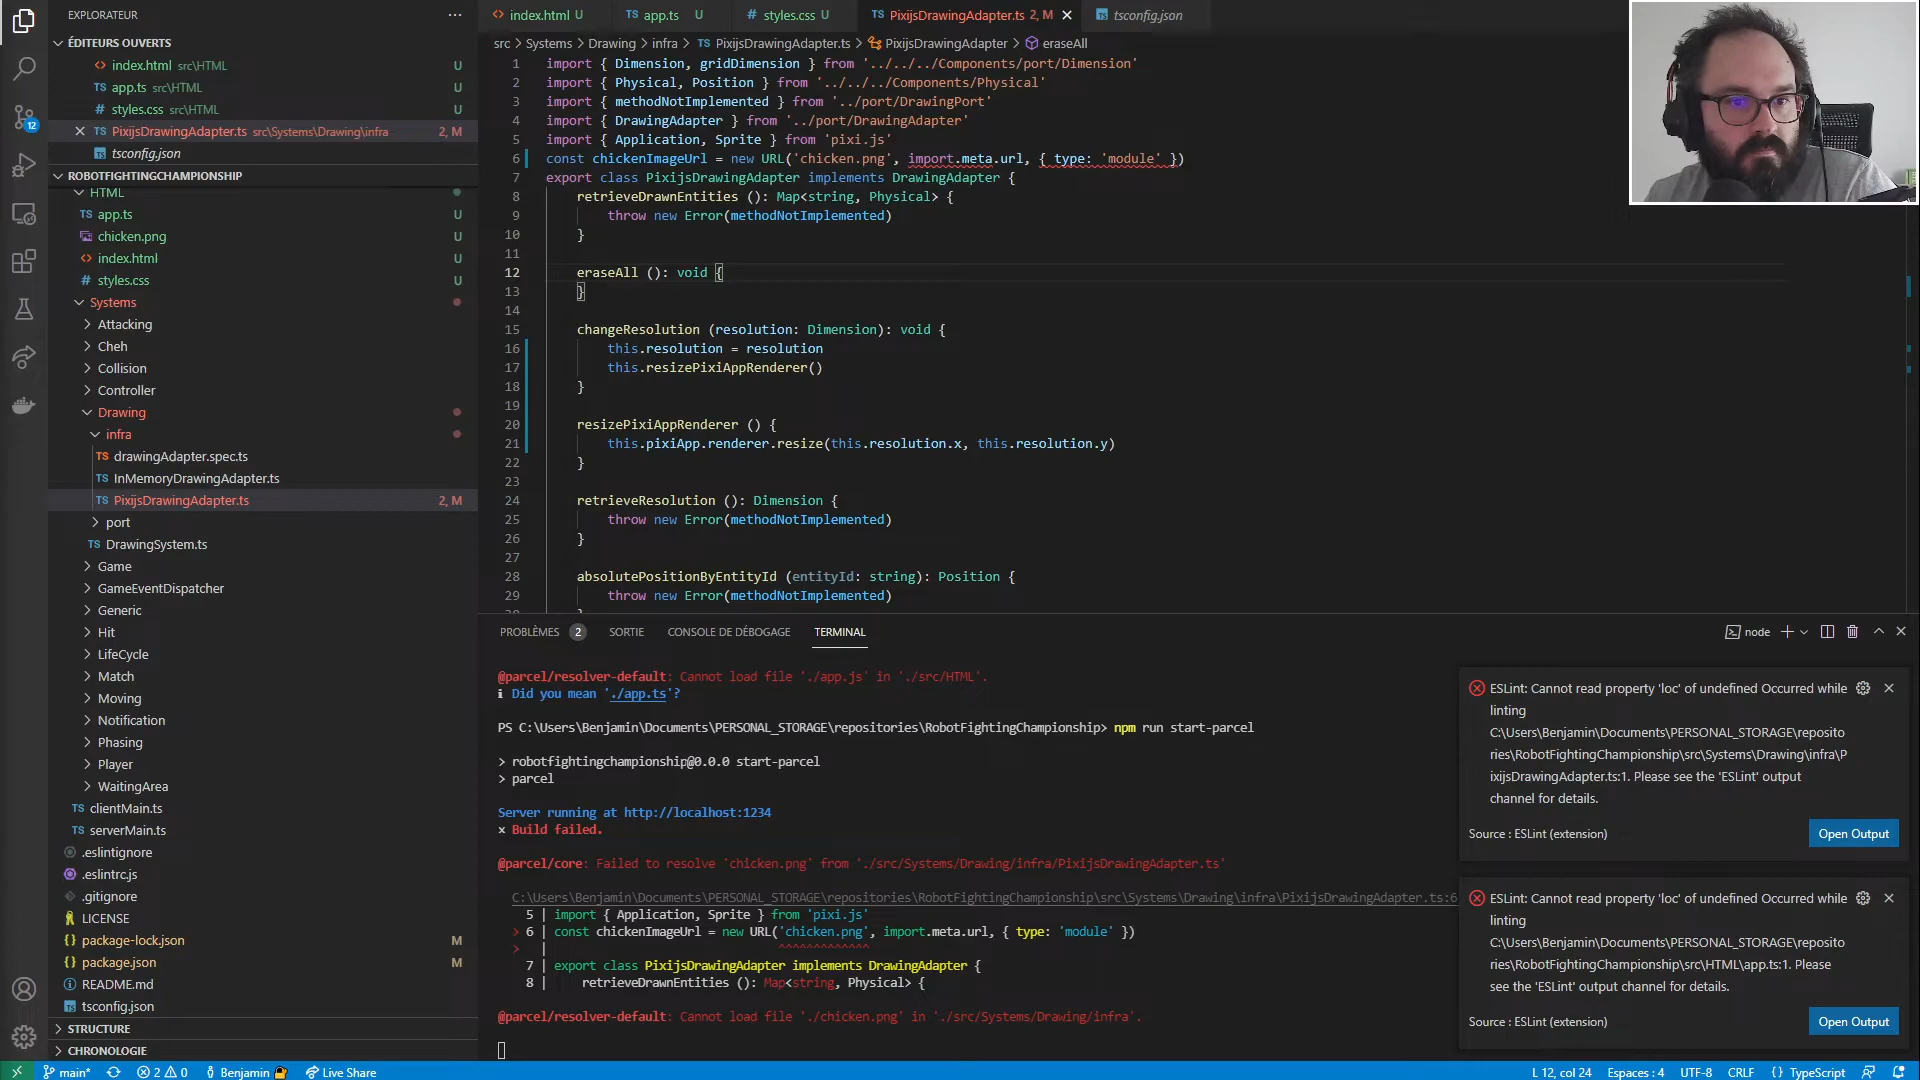 EXPLORATEUR
ÉDITEURS OUVERTS
index.html src\HTML U
app.ts src\HTML U
styles.css src\HTML U
PixijsDrawingAdapter.ts src\Systems\Drawing\infra 2, M
tsconfig.json
ROBOTFIGHTINGCHAMPIONSHIP
HTML
app.ts U
chicken.png U
index.html U
styles.css U
Systems
Attacking
Cheh
Collision
Controller
Drawing
infra
drawingAdapter.spec.ts
InMemoryDrawingAdapter.ts
PixijsDrawingAdapter.ts 2, M
port
DrawingSystem.ts
Game
GameEventDispatcher
Generic
Hit
LifeCycle
Match
Moving
Notification
Phasing
Player
WaitingArea
clientMain.ts
serverMain.ts
.eslintignore
.eslintrc.js
.gitignore
LICENSE
package-lock.json M
package.json M
README.md
tsconfig.json
STRUCTURE
CHRONOLOGIE
12
index.html U app.ts U styles.css U PixijsDrawingAdapter.ts 2, M tsconfig.json
src > Systems > Drawing > infra > PixijsDrawingAdapter.ts > PixijsDrawingAdapter > eraseAll
1 import { Dimension, gridDimension } from '../../../Components/port/Dimension'
2 import { Physical, Position } from '../../../Components/Physical'
3 import { methodNotImplemented } from '../port/DrawingPort'
4 import { DrawingAdapter } from '../port/DrawingAdapter'
5 import { Application, Sprite } from 'pixi.js'
6 const chickenImageUrl = new URL('chicken.png', import.meta.url, { type: 'module' })
7 export class PixijsDrawingAdapter implements DrawingAdapter {
8 retrieveDrawnEntities (): Map<string, Physical> {
9 throw new Error(methodNotImplemented)
10 }
11
12 eraseAll (): void {
13 }
14
15 changeResolution (resolution: Dimension): void {
16 this.resolution = resolution
17 this.resizePixiAppRenderer()
18 }
19
20 resizePixiAppRenderer () {
21 this.pixiApp.renderer.resize(this.resolution.x, this.resolution.y)
22 }
23
24 retrieveResolution (): Dimension {
25 throw new Error(methodNotImplemented)
26 }
27
28 absolutePositionByEntityId (entityId: string): Position {
29 throw new Error(methodNotImplemented)
PROBLÈMES 2 SORTIE CONSOLE DE DÉBOGAGE TERMINAL node
@parcel/resolver-default: Cannot load file './app.js' in './src/HTML'.
i Did you mean './app.ts'?
PS C:\Users\Benjamin\Documents\PERSONAL_STORAGE\repositories\RobotFightingChampionship> npm run start-parcel
> robotfightingchampionship@0.0.0 start-parcel
> parcel
Server running at http://localhost:1234
x Build failed.
@parcel/core: Failed to resolve 'chicken.png' from './src/Systems/Drawing/infra/PixijsDrawingAdapter.ts'
C:\Users\Benjamin\Documents\PERSONAL_STORAGE\repositories\RobotFightingChampionship\src\Systems\Drawing\infra\PixijsDrawingAdapter.ts:6
5 | import { Application, Sprite } from 'pixi.js'
> 6 | const chickenImageUrl = new URL('chicken.png', import.meta.url, { type: 'module' })
> | ^^^^^^^^^^^^^
7 | export class PixijsDrawingAdapter implements DrawingAdapter {
8 | retrieveDrawnEntities (): Map<string, Physical> {
@parcel/resolver-default: Cannot load file './chicken.png' in './src/Systems/Drawing/infra'.
ESLint: Cannot read property 'loc' of undefined Occurred while
linting
C:\Users\Benjamin\Documents\PERSONAL_STORAGE\reposito
ries\RobotFightingChampionship\src\Systems\Drawing\infra\P
ixijsDrawingAdapter.ts:1. Please see the 'ESLint' output
channel for details.
Source : ESLint (extension) Open Output
ESLint: Cannot read property 'loc' of undefined Occurred while
linting
C:\Users\Benjamin\Documents\PERSONAL_STORAGE\reposito
ries\RobotFightingChampionship\src\HTML\app.ts:1. Please
see the 'ESLint' output channel for details.
Source : ESLint (extension) Open Output
main* 2 0 Benjamin Live Share L 12, col 24 Espaces : 4 UTF-8 CRLF {} TypeScript